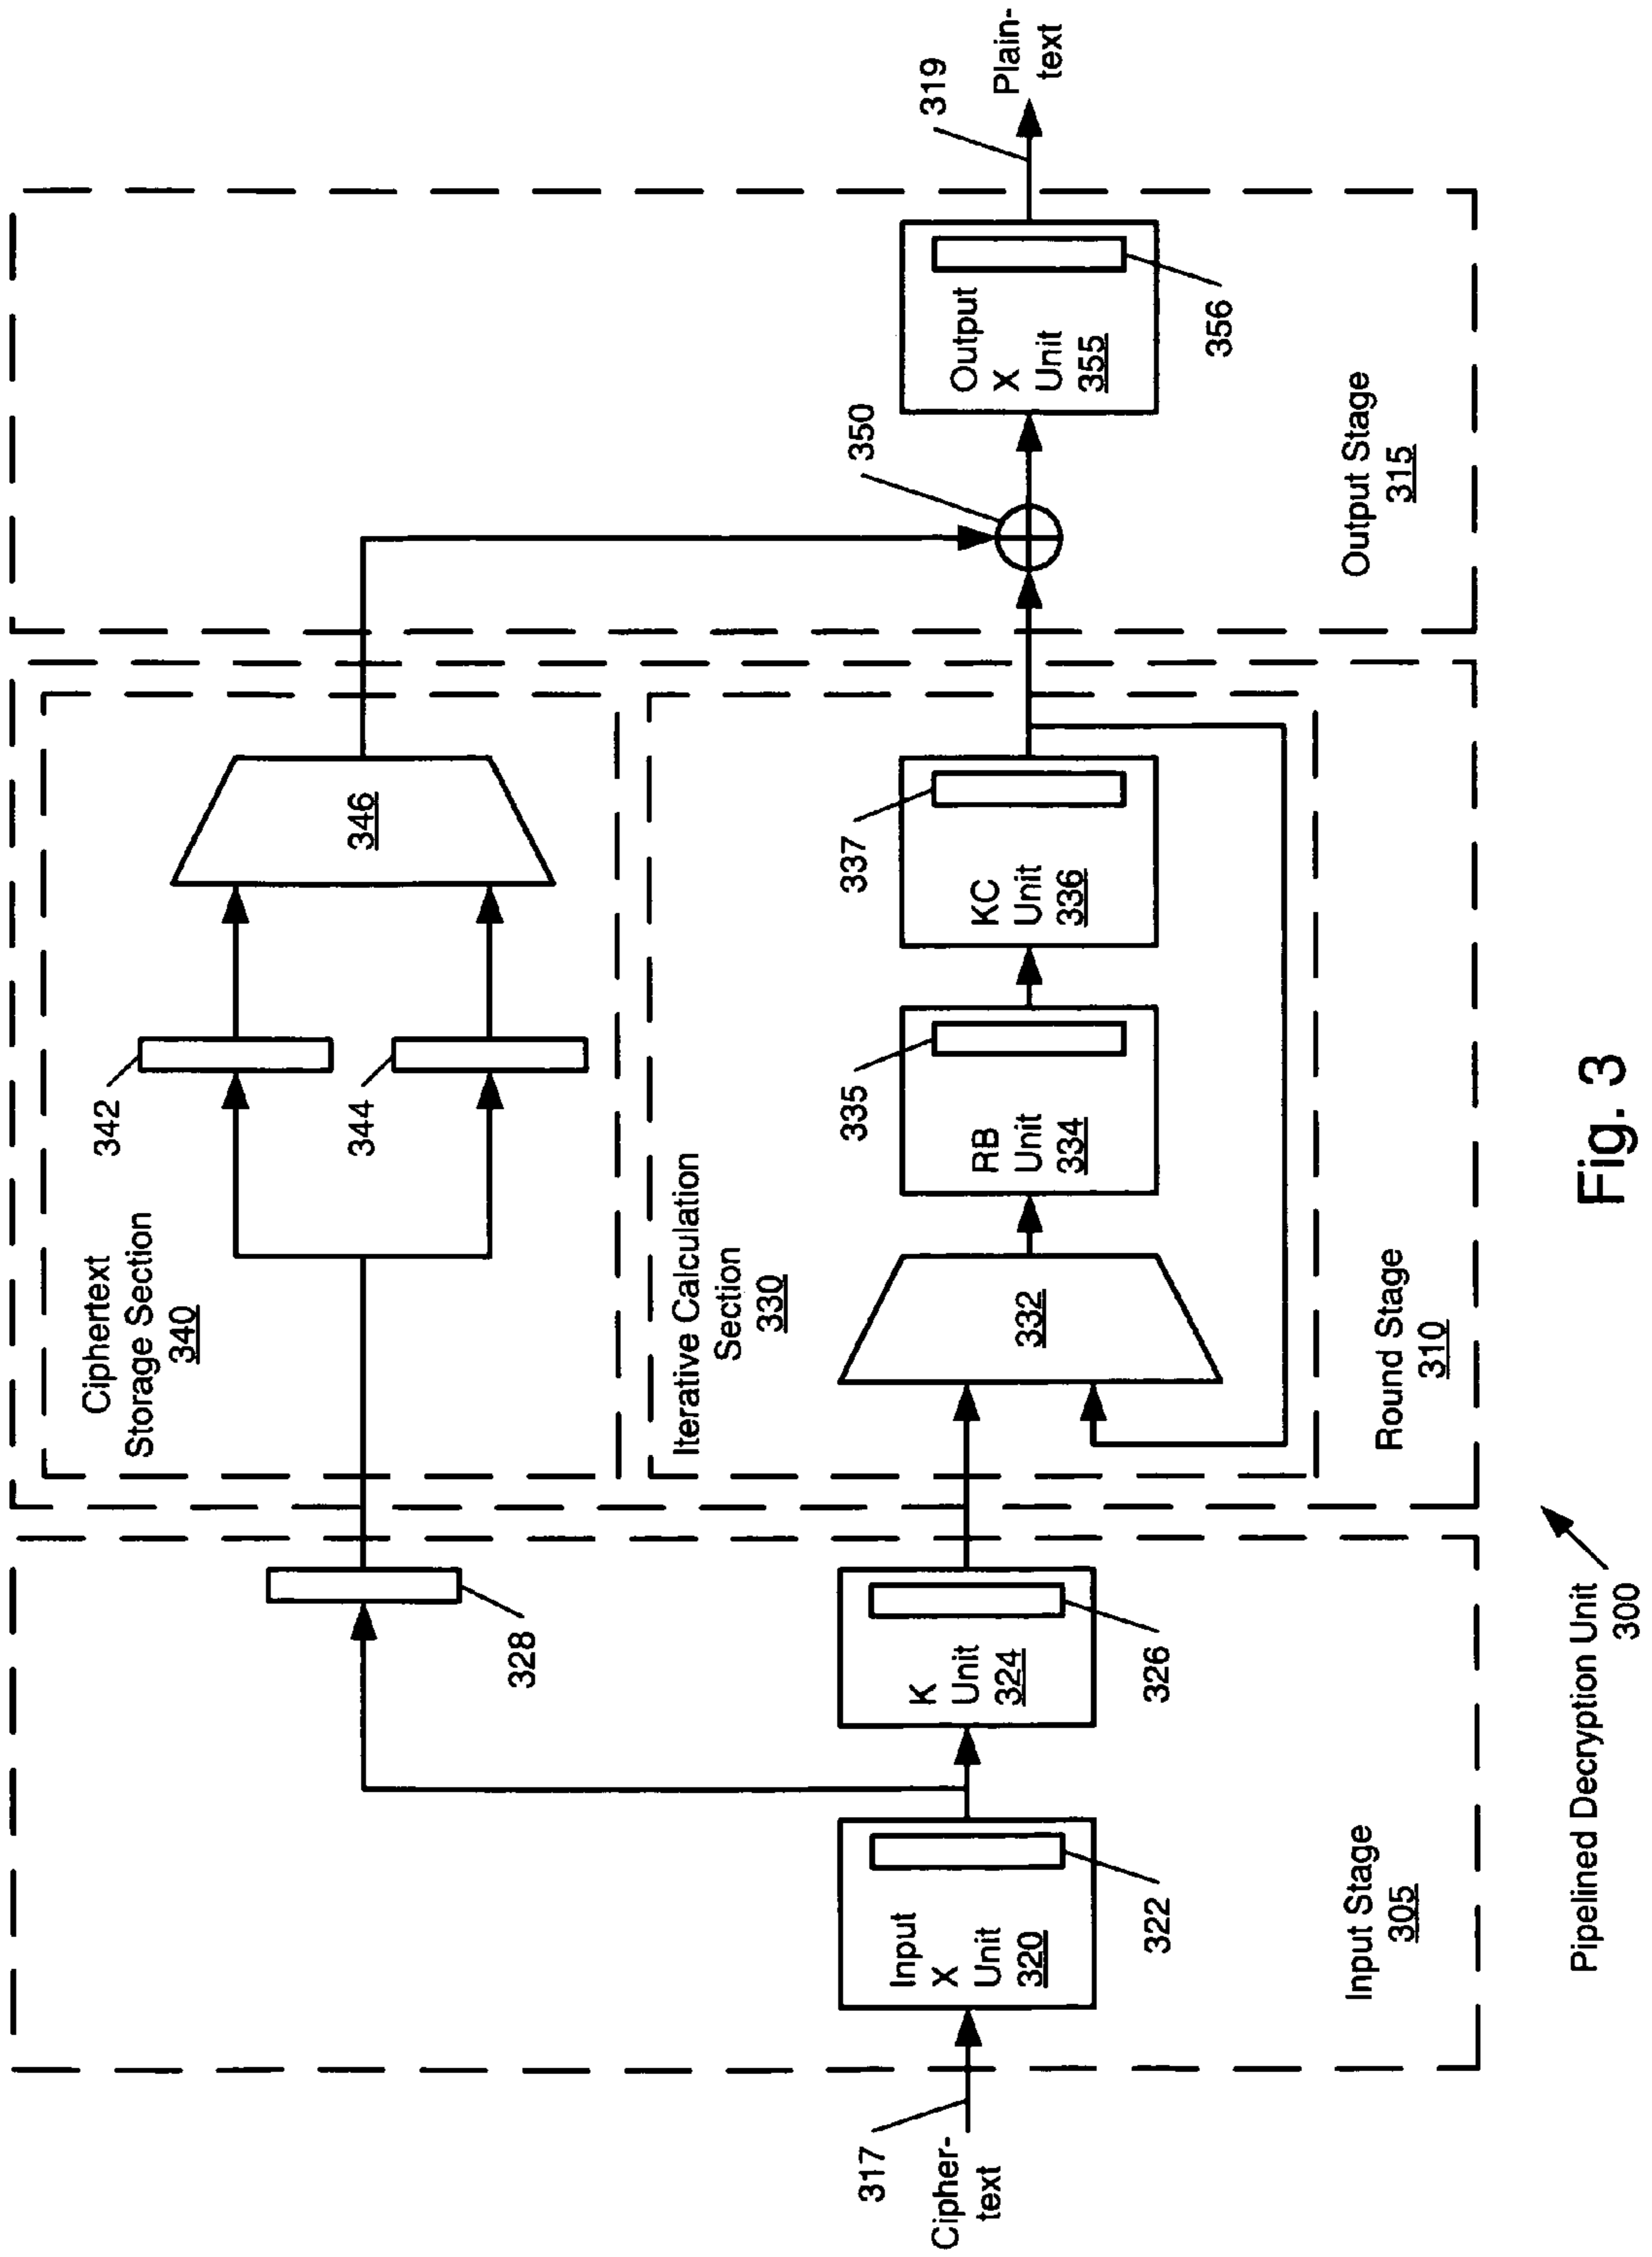 Cipher-
text
317
Input
X
Unit
320
322
K
Unit
324
326
328
Input Stage
305
Ciphertext
Storage Section
340
342
344
346
Iterative Calculation
Section
330
332
RB
Unit
334
335
KC
Unit
336
337
Round Stage
310
350
Output
X
Unit
355
356
Output Stage
315
319
Plain-
text
Pipelined Decryption Unit
300
Fig. 3